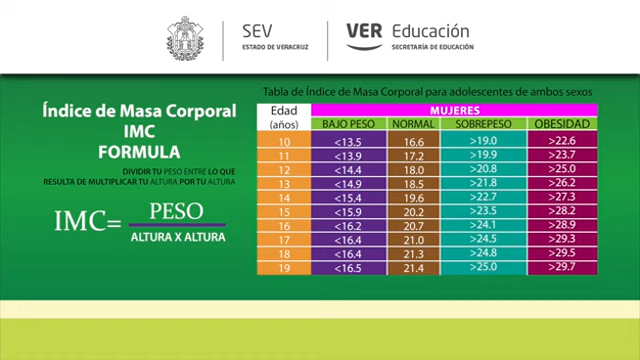 SEV
ESTADO DE VERACRUZ
VER Educación
SECRETARÍA DE EDUCACIÓN
Índice de Masa Corporal
IMC
FORMULA
DIVIDIR TU PESO ENTRE LO QUE
RESULTA DE MULTIPLICAR TU ALTURA POR TU ALTURA
IMC= PESO
ALTURA X ALTURA
Tabla de Índice de Masa Corporal para adolescentes de ambos sexos
Edad (años) MUJERES
BAJO PESO NORMAL SOBREPESO OBESIDAD
10 <13.5 16.6 >19.0 >22.6
11 <13.9 17.2 >19.9 >23.7
12 <14.4 18.0 >20.8 >25.0
13 <14.9 18.5 >21.8 >26.2
14 <15.4 19.6 >22.7 >27.3
15 <15.9 20.2 >23.5 >28.2
16 <16.2 20.7 >24.1 >28.9
17 <16.4 21.0 >24.5 >29.3
18 <16.4 21.3 >24.8 >29.5
19 <16.5 21.4 >25.0 >29.7